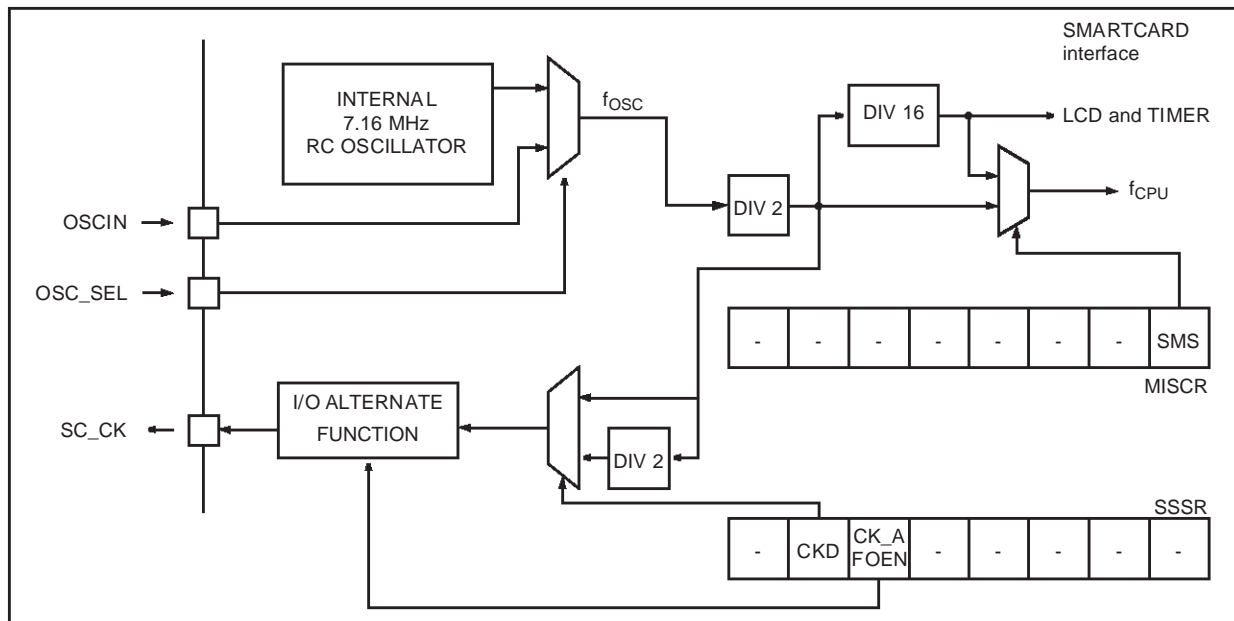 SMARTCARD
interface
INTERNAL
7.16 MHz
RC OSCILLATOR
fOSC
DIV 16
LCD and TIMER
DIV 2
fCPU
OSCIN
OSC_SEL
- - - - - - - SMS
MISCR
I/O ALTERNATE
FUNCTION
SC_CK
DIV 2
SSSR
- CKD CK_A - - - - -
FOEN